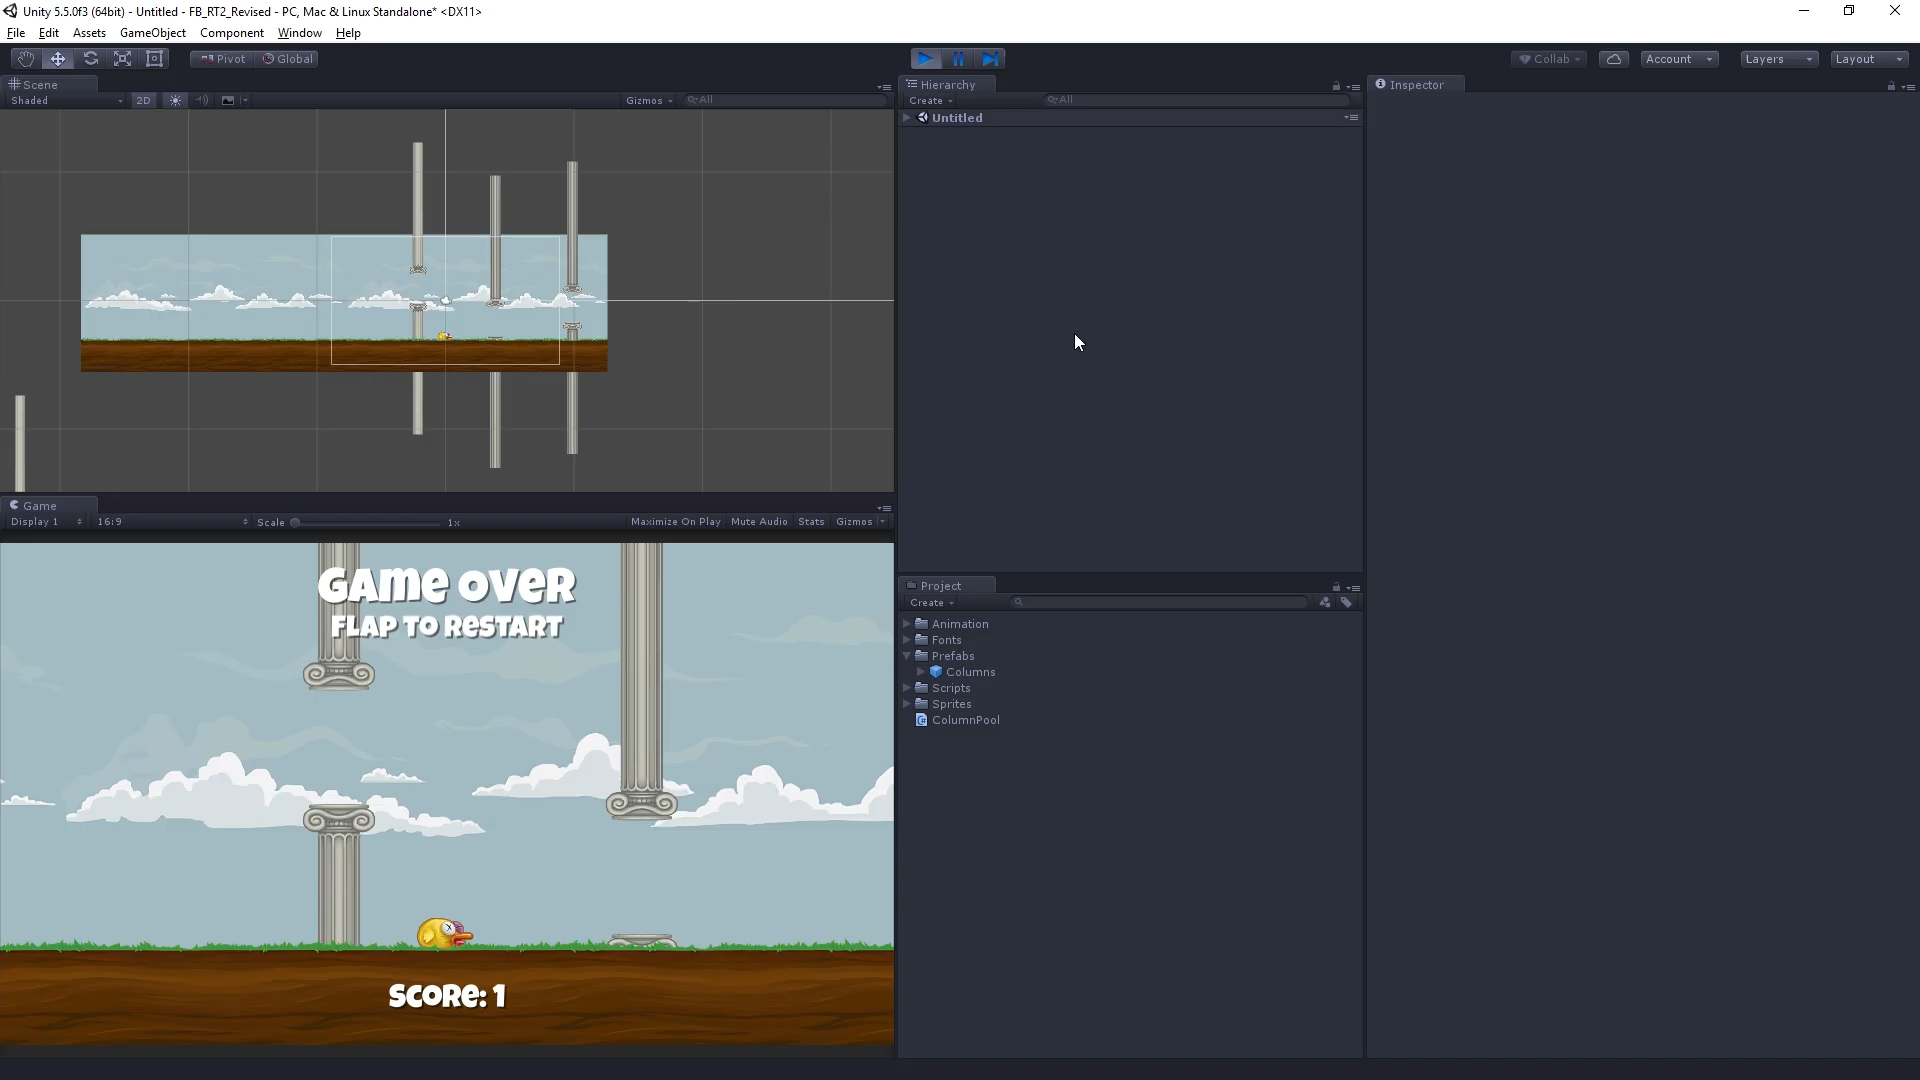 Unity 5.5.0f3 (64bit) - Untitled - FB_RT2_Revised - PC, Mac & Linux Standalone* <DX11>
File Edit Assets GameObject Component Window Help
Pivot Global Collab Account Layers Layout
Scene
Shaded 2D Gizmos All
Hierarchy
Create All
Untitled
Inspector
Game
Display 1 16:9 Scale 1x Maximize On Play Mute Audio Stats Gizmos
Game Over
Flap to Restart
Score: 1
Project
Create
Animation
Fonts
Prefabs
Columns
Scripts
Sprites
ColumnPool